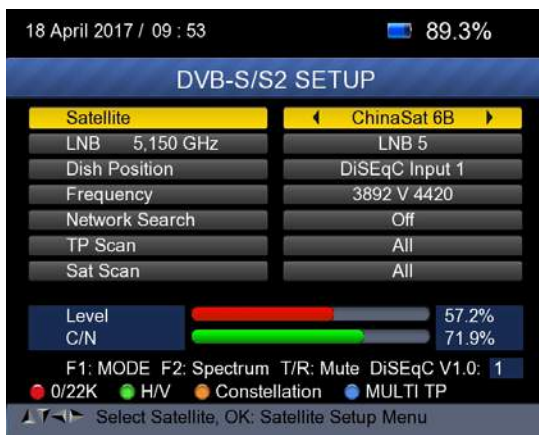 18 April 2017 / 09 : 53 89.3%
DVB-S/S2 SETUP
Satellite ChinaSat 6B
LNB 5,150 GHz LNB 5
Dish Position DiSEqC Input 1
Frequency 3892 V 4420
Network Search Off
TP Scan All
Sat Scan All
Level 57.2%
C/N 71.9%
F1: MODE F2: Spectrum T/R: Mute DiSEqC V1.0: 1
0/22K H/V Constellation MULTI TP
Select Satellite, OK: Satellite Setup Menu